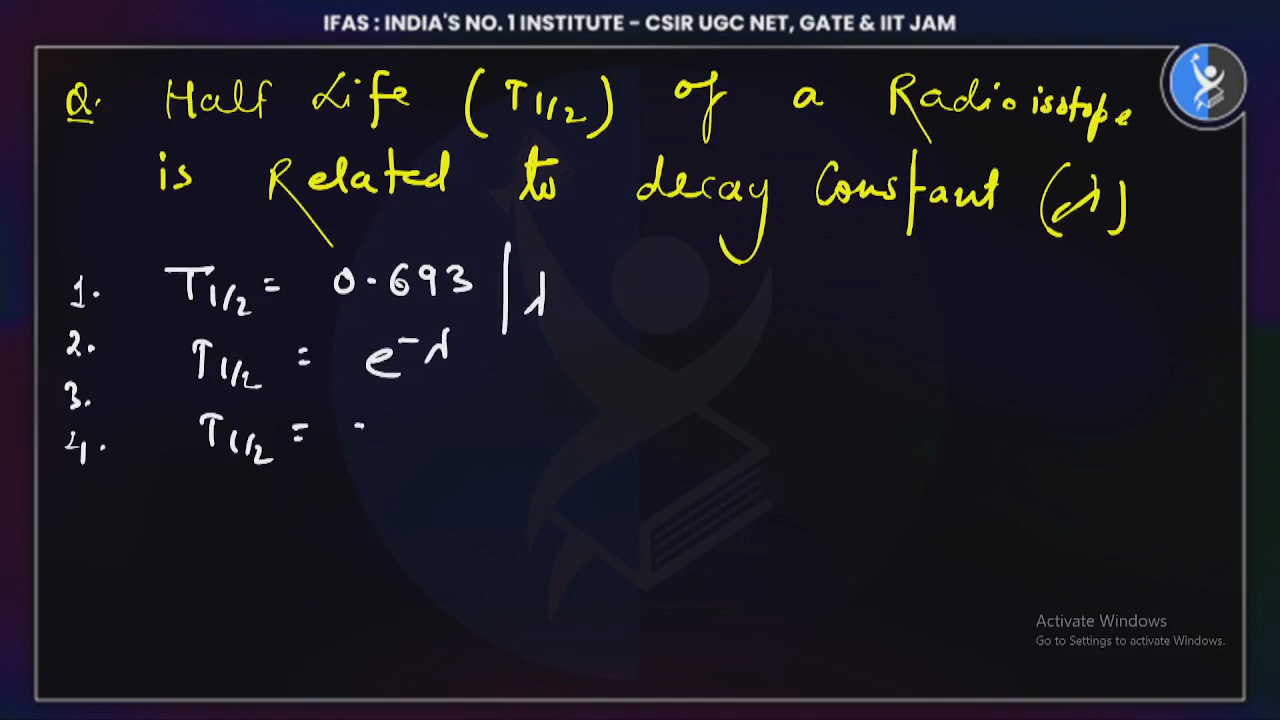 IFAS : INDIA'S NO. 1 INSTITUTE - CSIR UGC NET, GATE & IIT JAM
Q. Half Life (T1/2) of a Radioisotope
is Related to decay Constant (λ)
1. T1/2 = 0.693 / λ
2. T1/2 = e^-λ
3.
4. T1/2 = -
Activate Windows
Go to Settings to activate Windows.